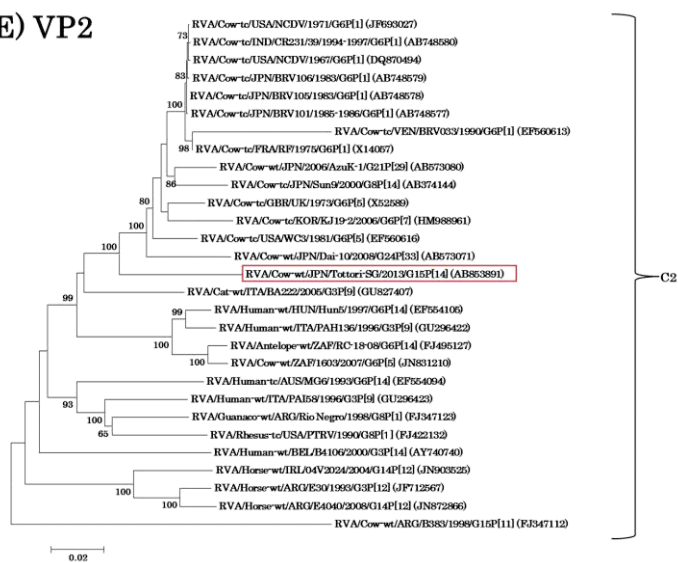 E) VP2
73
RVA/Cow-tc/USA/NCDV/1971/G6P[1] (JF693027)
RVA/Cow-tc/IND/CR231/39/1994-1997/G6P[1] (AB748580)
RVA/Cow-tc/USA/NCDV/1967/G6P[1] (DQ870494)
83
RVA/Cow-tc/JPN/BRV106/1983/G6P[1] (AB748579)
RVA/Cow-tc/JPN/BRV105/1983/G6P[1] (AB748578)
100
RVA/Cow-tc/JPN/BRV101/1985-1986/G6P[1] (AB748577)
RVA/Cow-tc/VEN/BRV033/1990/G6P[1] (EF560613)
98
RVA/Cow-tc/FRA/RF/1975/G6P[1] (X14057)
RVA/Cow-wt/JPN/2006/AzuK-1/G21P[29] (AB573080)
86
RVA/Cow-tc/JPN/Sun9/2000/G8P[14] (AB374144)
80
RVA/Cow-tc/GBR/UK/1973/G6P[5] (X52589)
RVA/Cow-tc/KOR/KJ19-2/2006/G6P[7] (HM988961)
100
RVA/Cow-tc/USA/WC3/1981/G6P[5] (EF560616)
100
RVA/Cow-wt/JPN/Dai-10/2008/G24P[33] (AB573071)
RVA/Cow-wt/JPN/Tottori-SG/2013/G15P[14] (AB853891)
C2
99
RVA/Cat-wt/ITA/BA222/2005/G3P[9] (GU827407)
99
RVA/Human-wt/HUN/Hun5/1997/G6P[14] (EF554105)
RVA/Human-wt/ITA/PAH136/1996/G3P[9] (GU296422)
100
RVA/Antelope-wt/ZAF/RC-18-08/G6P[14] (FJ495127)
100
RVA/Cow-wt/ZAF/1603/2007/G6P[5] (JN831210)
RVA/Human-tc/AUS/MG6/1993/G6P[14] (EF554094)
93
RVA/Human-wt/ITA/PAI58/1996/G3P[9] (GU296423)
100
RVA/Guanaco-wt/ARG/Rio Negro/1998/G8P[1] (FJ347123)
65
RVA/Rhesus-tc/USA/PTRV/1990/G8P[1] (FJ422132)
RVA/Human-wt/BEL/B4106/2000/G3P[14] (AY740740)
RVA/Horse-wt/IRL/04V2024/2004/G14P[12] (JN903525)
100
RVA/Horse-wt/ARG/E30/1993/G3P[12] (JF712567)
100
RVA/Horse-wt/ARG/E4040/2008/G14P[12] (JN872866)
RVA/Cow-wt/ARG/B383/1998/G15P[11] (FJ347112)
0.02